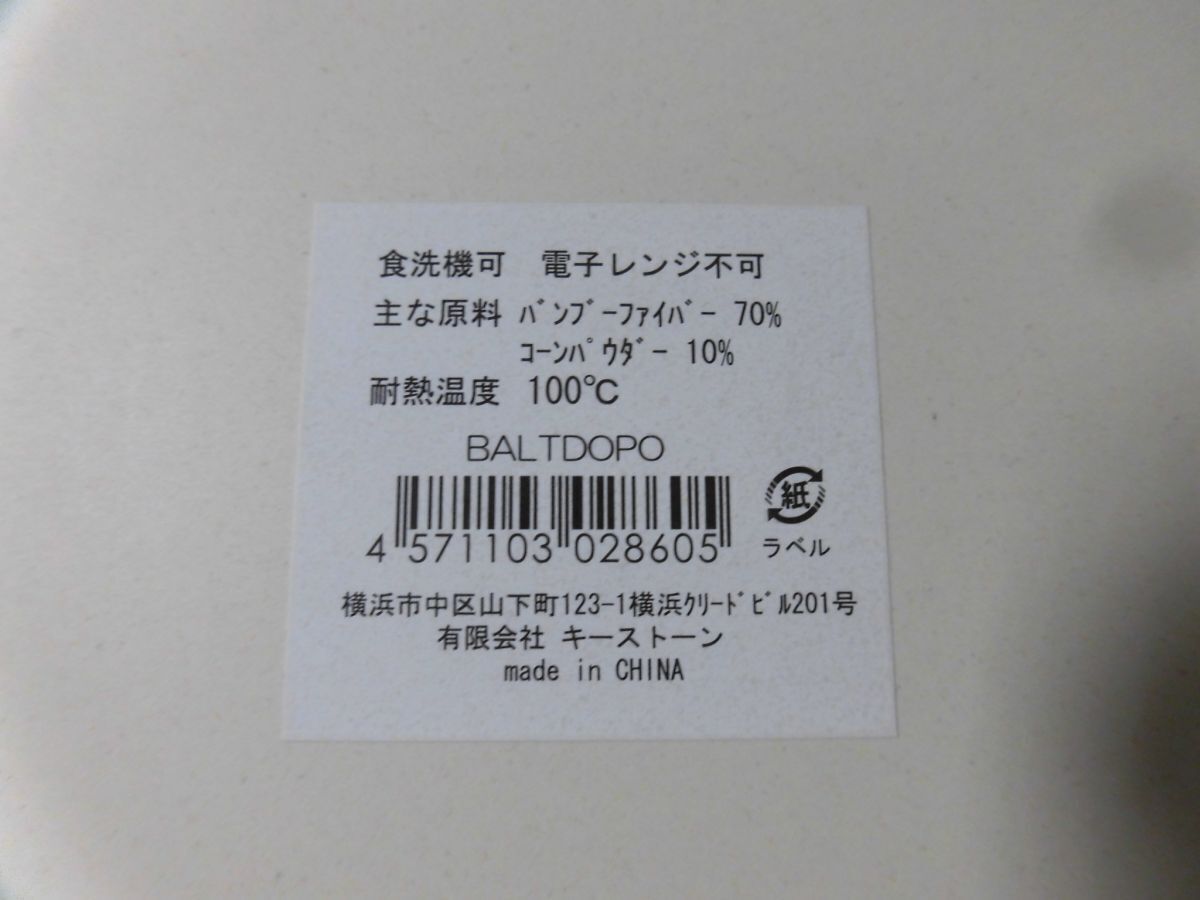 食洗機可　電子レンジ不可
主な原料 ﾊﾞﾝﾌﾞｰﾌｧｲﾊﾞｰ 70%
ｺｰﾝﾊﾟｳﾀﾞｰ 10%
耐熱温度 100℃
BALTDOPO
4 571103 028605
紙
ラベル
横浜市中区山下町123-1横浜ｸﾘｰﾄﾞﾋﾞﾙ201号
有限会社 キーストーン
made in CHINA